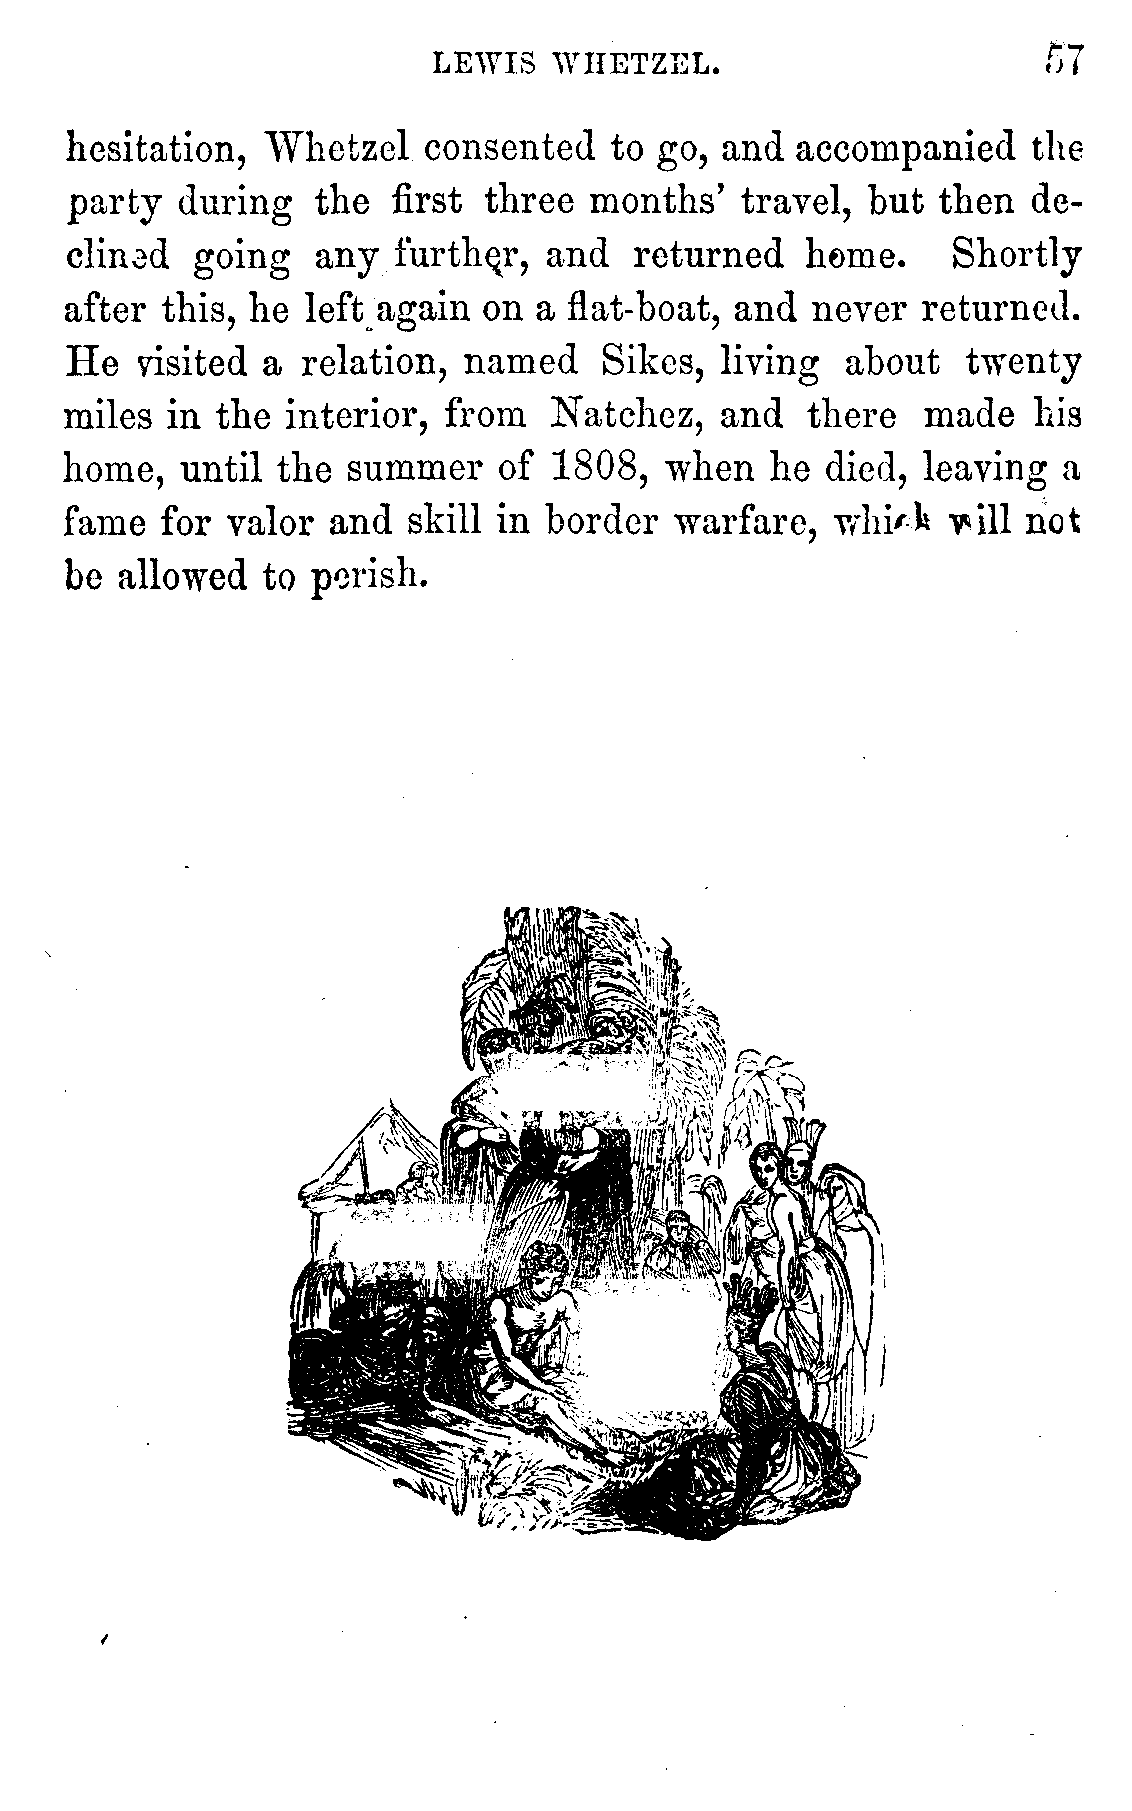 LEWIS WHETZEL. 57
hesitation, Whetzel consented to go, and accompanied the
party during the first three months' travel, but then de-
clined going any further, and returned home. Shortly
after this, he left again on a flat-boat, and never returned.
He visited a relation, named Sikes, living about twenty
miles in the interior, from Natchez, and there made his
home, until the summer of 1808, when he died, leaving a
fame for valor and skill in border warfare, which will not
be allowed to perish.